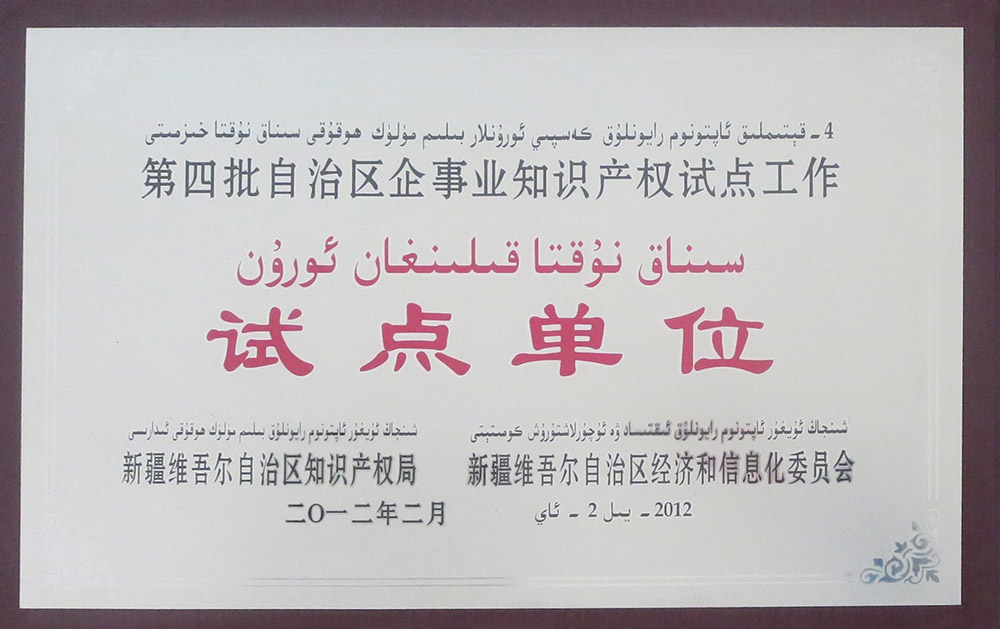 4 ـ قېتىملىق ئاپتونوم رايونلۇق كەسپىي ئورۇنلار بىلىم مۈلۈك ھوقۇقى سىناق نۇقتا خىزمىتى
第四批自治区企事业知识产权试点工作
سىناق نۇقتا قىلىنغان ئورۇن
试点单位
شىنجاڭ ئۇيغۇر ئاپتونوم رايونلۇق بىلىم مۈلۈك ھوقۇقى ئىدارىسى
新疆维吾尔自治区知识产权局
شىنجاڭ ئۇيغۇر ئاپتونوم رايونلۇق ئىقتىساد ۋە ئۇچۇرلاشتۇرۇش كومىتېتى
新疆维吾尔自治区经济和信息化委员会
二O一二年二月
2012 ـ يىل 2 ـ ئاي